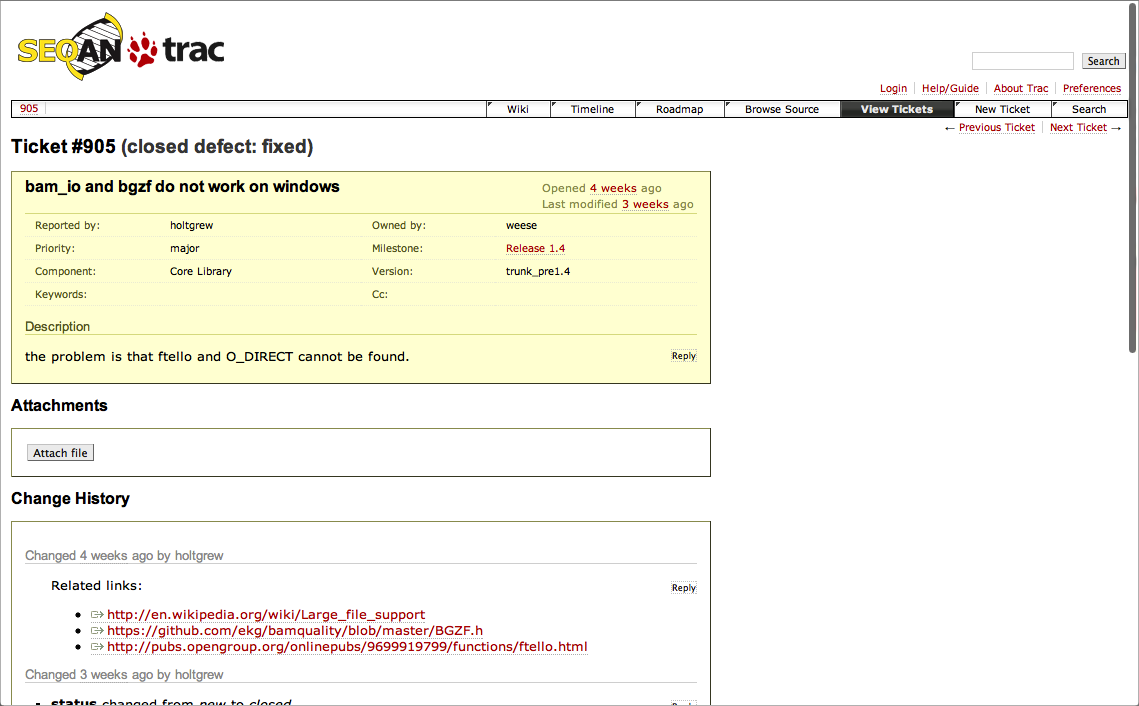 SEQAN trac
Search
Login Help/Guide About Trac Preferences
905 Wiki Timeline Roadmap Browse Source View Tickets New Ticket Search
← Previous Ticket Next Ticket →
Ticket #905 (closed defect: fixed)
bam_io and bgzf do not work on windows
Opened 4 weeks ago
Last modified 3 weeks ago
Reported by: holtgrew Owned by: weese
Priority: major Milestone: Release 1.4
Component: Core Library Version: trunk_pre1.4
Keywords: Cc:
Description
the problem is that ftello and O_DIRECT cannot be found. Reply
Attachments
Attach file
Change History
Changed 4 weeks ago by holtgrew
Related links: Reply
http://en.wikipedia.org/wiki/Large_file_support
https://github.com/ekg/bamquality/blob/master/BGZF.h
http://pubs.opengroup.org/onlinepubs/9699919799/functions/ftello.html
Changed 3 weeks ago by holtgrew
status changed from new to closed Reply